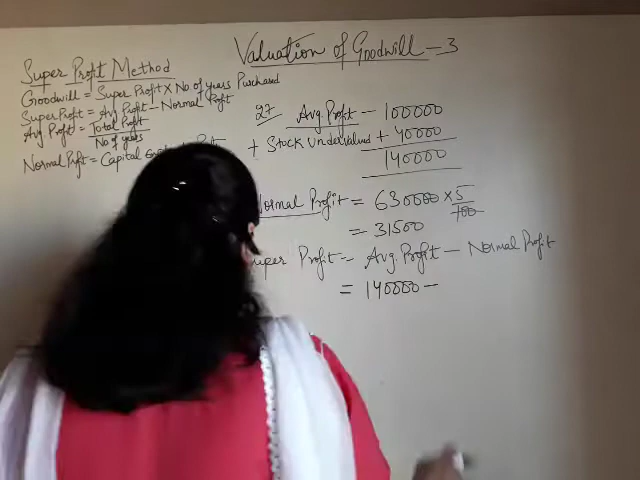 Valuation of Goodwill - 3
Super Profit Method
Goodwill = Super Profit × No of years Purchased
Super Profit = Avg Profit - Normal Profit
Avg Profit = Total Profit
No of years
Normal Profit = Capital
27
Avg. Profit - 100000
+ Stock undervalued + 40000
140000
Normal Profit = 630000 × 5
100
= 31500
Super Profit = Avg. Profit - Normal Profit
= 140000 -